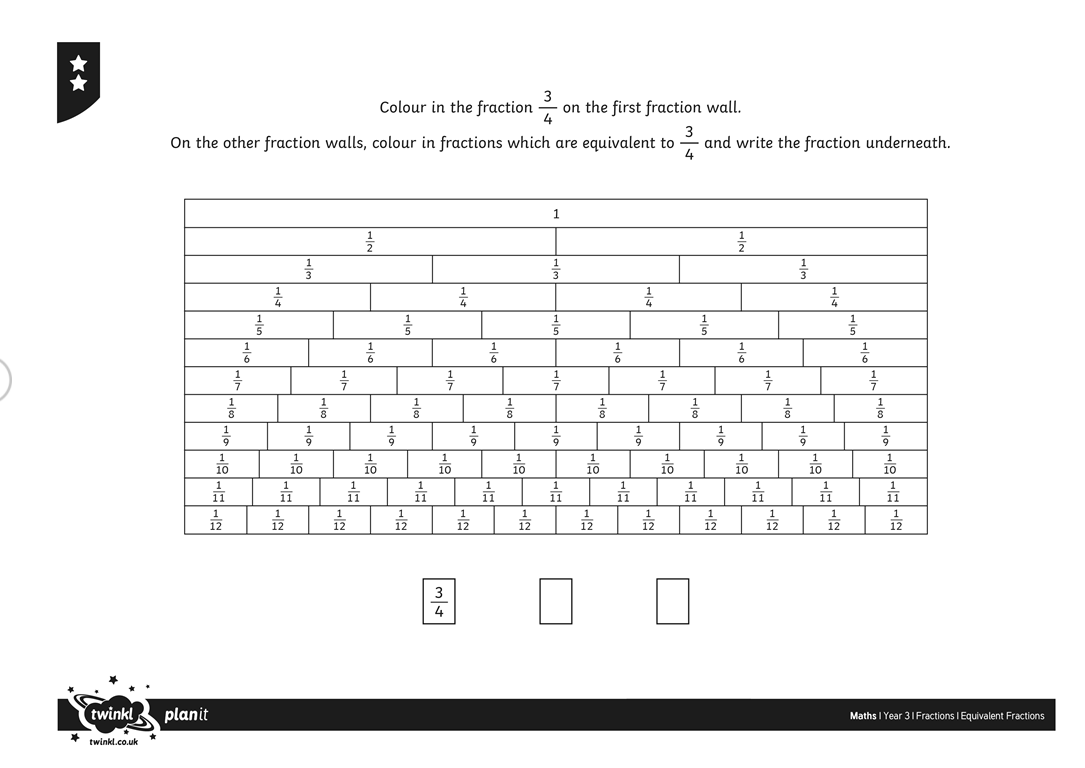 Colour in the fraction 3/4 on the first fraction wall.
On the other fraction walls, colour in fractions which are equivalent to 3/4 and write the fraction underneath.
1
1/2 1/2
1/3 1/3 1/3
1/4 1/4 1/4 1/4
1/5 1/5 1/5 1/5 1/5
1/6 1/6 1/6 1/6 1/6 1/6
1/7 1/7 1/7 1/7 1/7 1/7 1/7
1/8 1/8 1/8 1/8 1/8 1/8 1/8 1/8
1/9 1/9 1/9 1/9 1/9 1/9 1/9 1/9 1/9
1/10 1/10 1/10 1/10 1/10 1/10 1/10 1/10 1/10 1/10
1/11 1/11 1/11 1/11 1/11 1/11 1/11 1/11 1/11 1/11 1/11
1/12 1/12 1/12 1/12 1/12 1/12 1/12 1/12 1/12 1/12 1/12 1/12
3/4
twinkl planit
twinkl.co.uk
Maths | Year 3 | Fractions | Equivalent Fractions